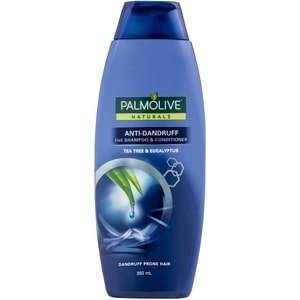 PALMOLIVE
NATURALS
ANTI-DANDRUFF
2in1 SHAMPOO & CONDITIONER
TEA TREE & EUCALYPTUS
DANDRUFF PRONE HAIR
350 mL